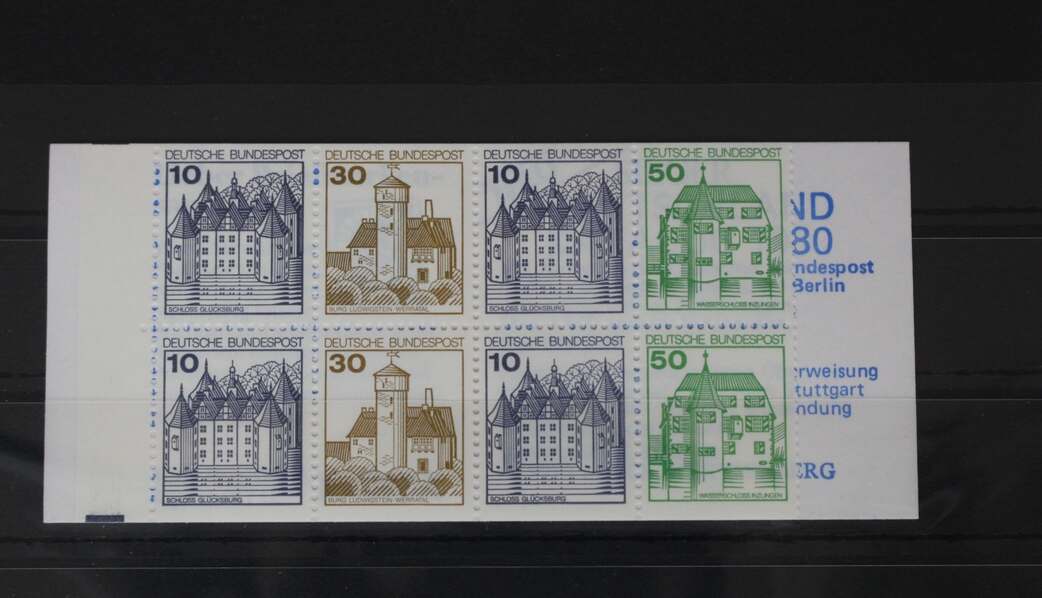 DEUTSCHE BUNDESPOST
10
SCHLOSS GLÜCKSBURG
DEUTSCHE BUNDESPOST
30
BURG LUDWIGSTEIN-WERRATAL
DEUTSCHE BUNDESPOST
10
SCHLOSS GLÜCKSBURG
DEUTSCHE BUNDESPOST
50
WASSERSCHLOSS INZLINGEN
ND
80
ndespost
Berlin
DEUTSCHE BUNDESPOST
10
SCHLOSS GLÜCKSBURG
DEUTSCHE BUNDESPOST
30
BURG LUDWIGSTEIN-WERRATAL
DEUTSCHE BUNDESPOST
10
SCHLOSS GLÜCKSBURG
DEUTSCHE BUNDESPOST
50
WASSERSCHLOSS INZLINGEN
erweisung
tuttgart
ndung
ERG